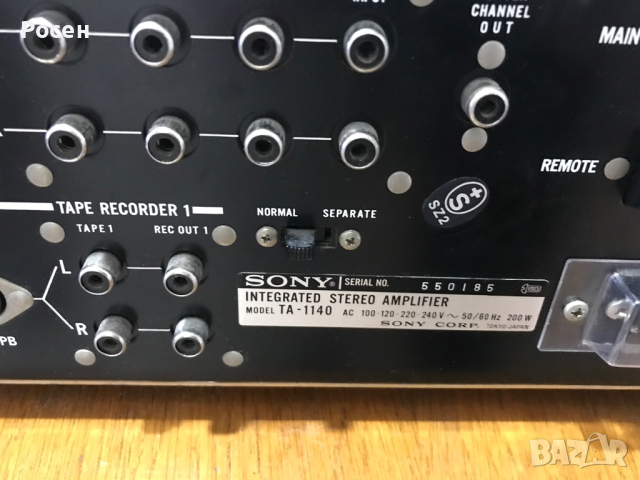 Росен
CHANNEL
OUT
MAIN
REMOTE
+S
SZ2
TAPE RECORDER 1
TAPE 1
REC OUT 1
NORMAL
SEPARATE
L
R
PB
SONY® SERIAL NO. 550185
INTEGRATED STEREO AMPLIFIER
MODEL TA-1140 AC 100·120·220·240 V ~ 50/60 Hz 200 W
SONY CORP. TOKYO JAPAN
BAZAR
bg